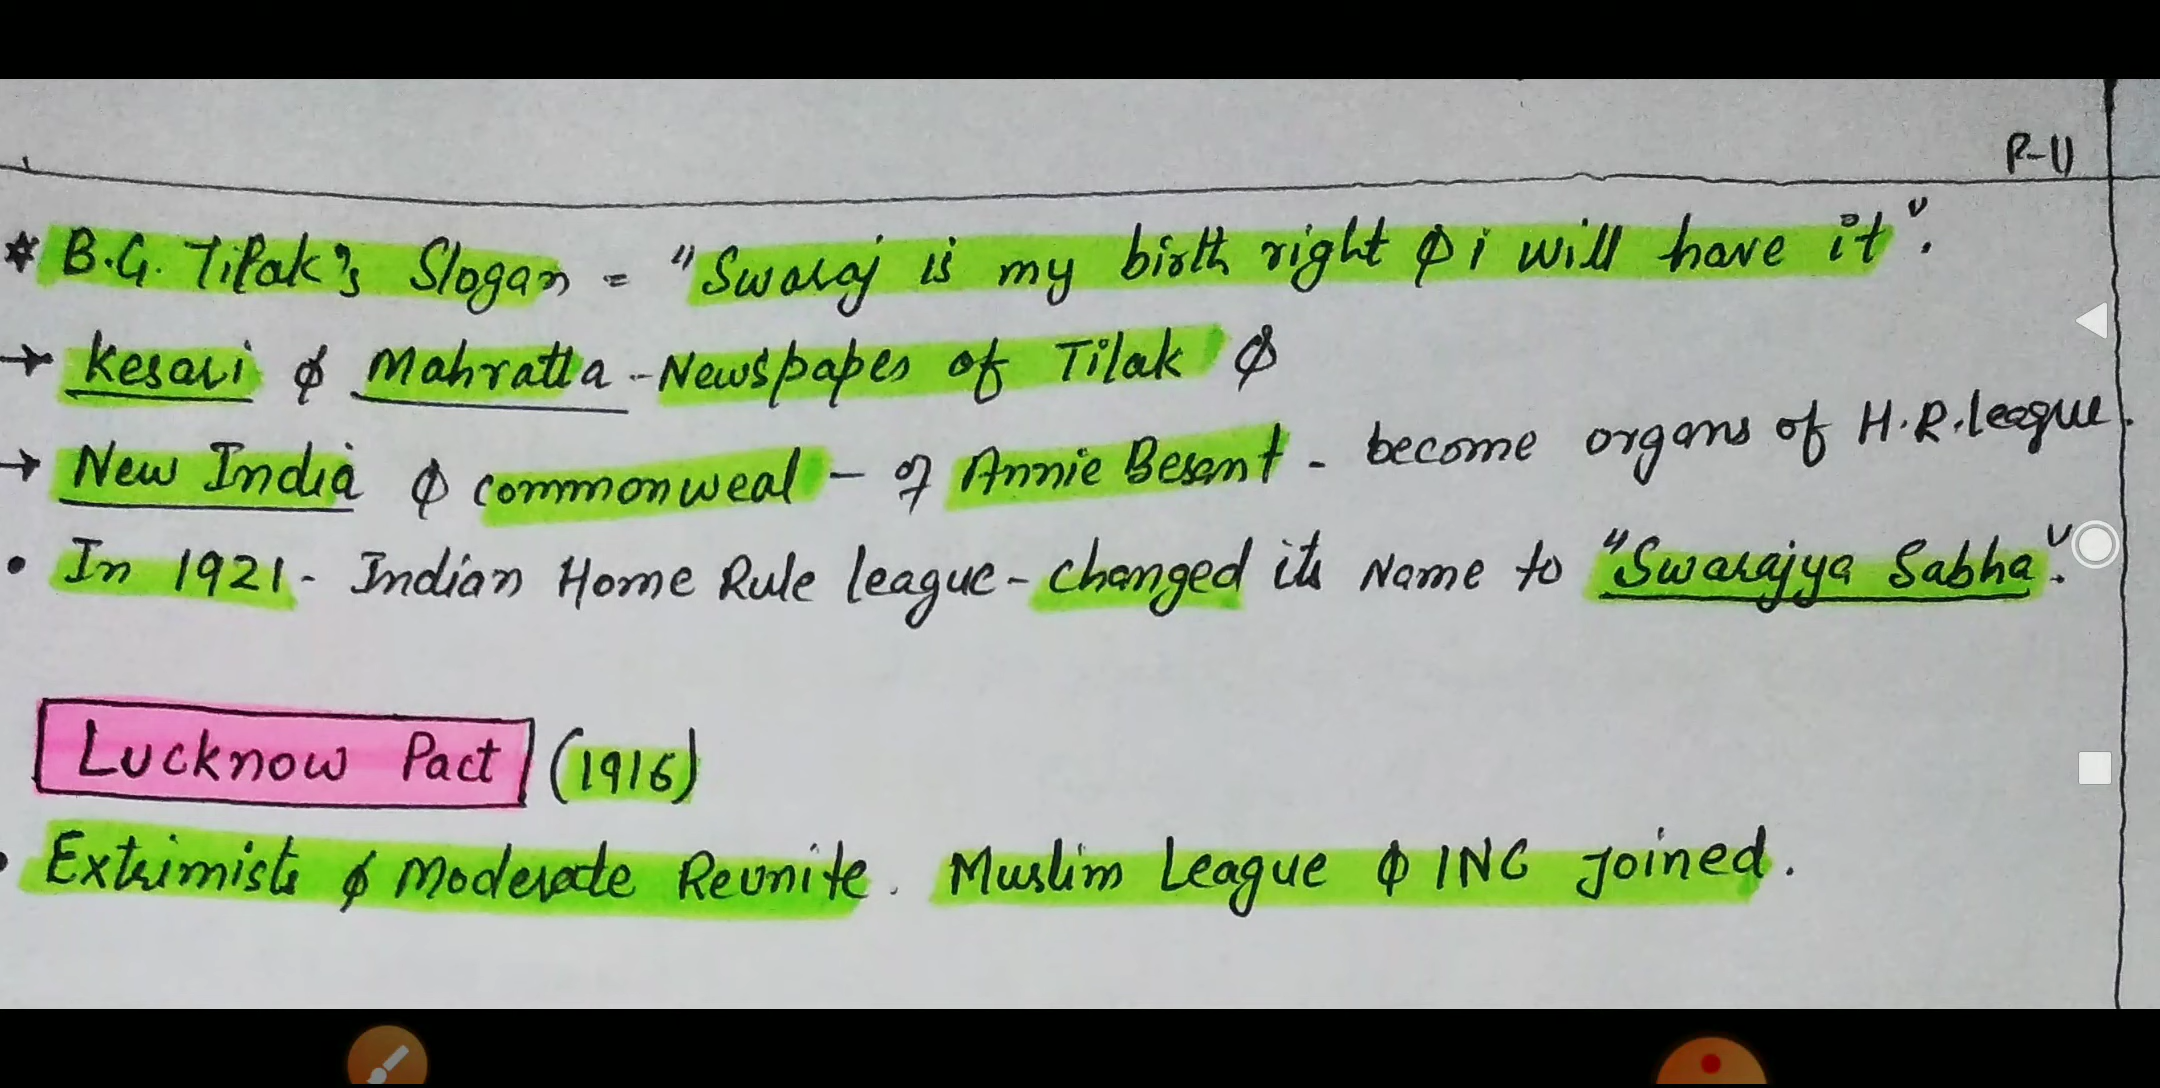 P-11
* B.G. Tilak's Slogan = "Swaraj is my birth right & i will have it".
→ Kesari & Mahratta - Newspapes of Tilak &
→ New India & commonweal - of Annie Besant - become organs of H.R. league.
• In 1921 - Indian Home Rule league - changed its Name to "Swarajya Sabha".
Lucknow Pact (1916)
• Extrimists & Moderate Reunite. Muslim League & INC Joined.